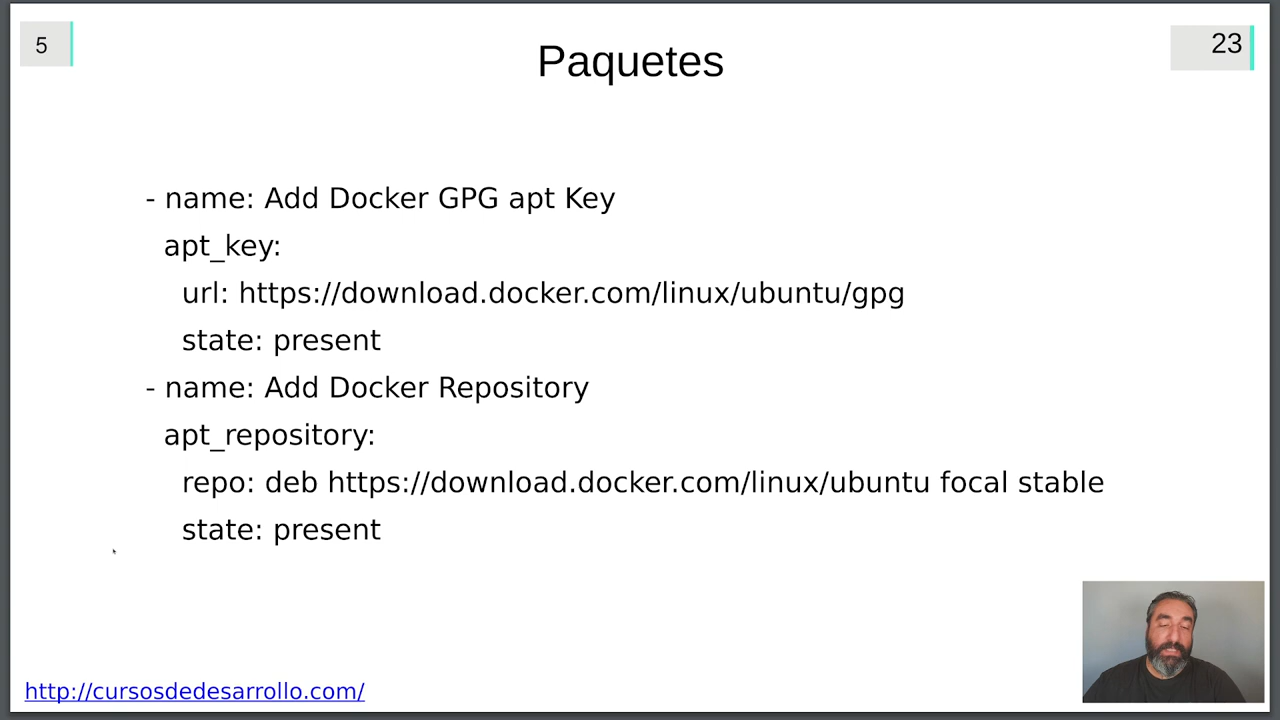 5
23
Paquetes
- name: Add Docker GPG apt Key
apt_key:
url: https://download.docker.com/linux/ubuntu/gpg
state: present
- name: Add Docker Repository
apt_repository:
repo: deb https://download.docker.com/linux/ubuntu focal stable
state: present
http://cursosdedesarrollo.com/